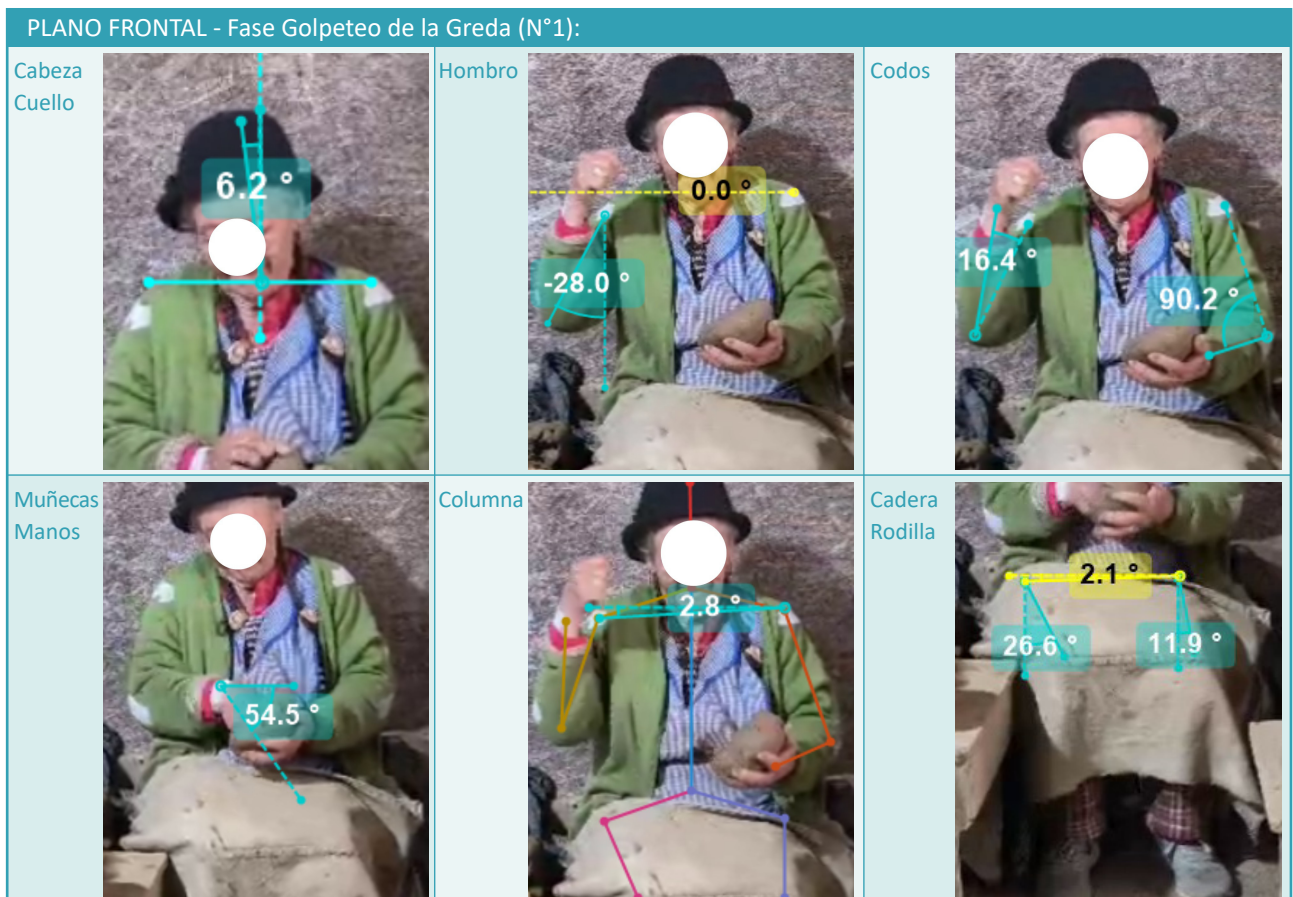 PLANO FRONTAL - Fase Golpeteo de la Greda (N°1):
Cabeza
Cuello
6.2 °
Hombro
0.0 °
-28.0 °
Codos
16.4 °
90.2 °
Muñecas
Manos
54.5 °
Columna
2.8 °
Cadera
Rodilla
2.1 °
26.6 °
11.9 °